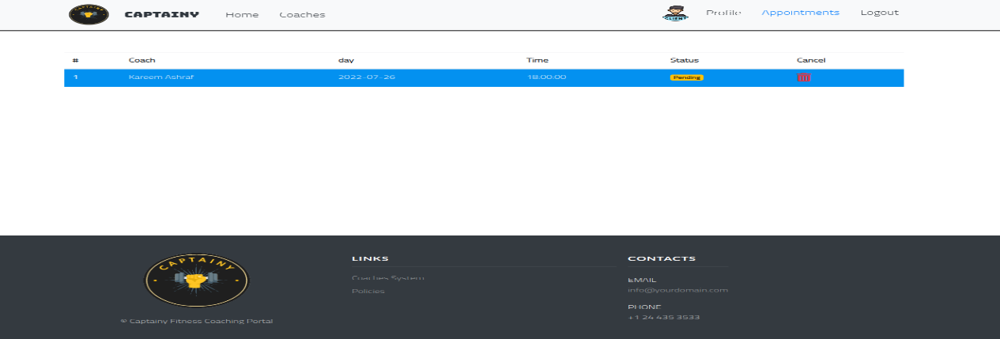 CAPTAINY
CAPTAINY Home Coaches CLIENT Profile Appointments Logout
# Coach day Time Status Cancel
1 Kareem Ashraf 2022-07-26 18:00:00 Pending
CAPTAINY
© Captainy Fitness Coaching Portal
LINKS
Coaches System
Policies
CONTACTS
EMAIL
info@yourdomain.com
PHONE
+1 24 435 3533